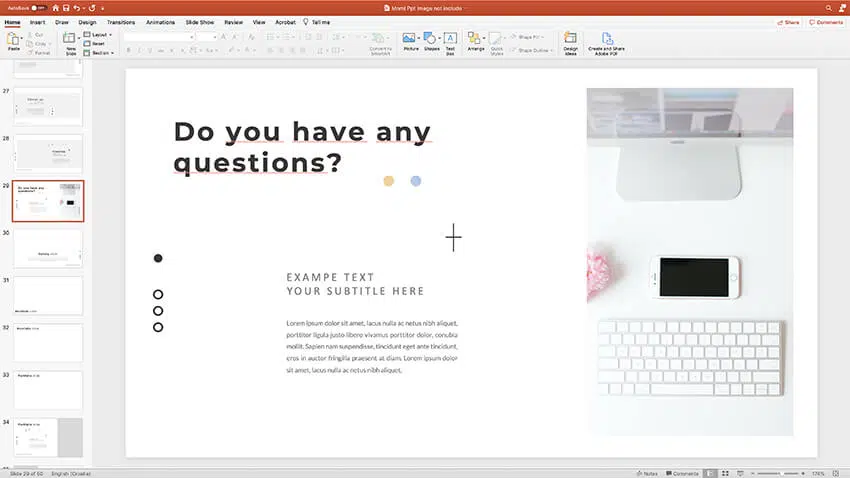 AutoSave OFF
Mixml Ppt Image not include
Home Insert Draw Design Transitions Animations Slide Show Review View Acrobat Tell me
Share Comments
Paste
Cut
Copy
Format
New Slide
Layout
Reset
Section
Convert to SmartArt
Picture
Shapes
Text Box
Arrange
Quick Styles
Shape Fill
Shape Outline
Design Ideas
Create and Share Adobe PDF
27
28
29
Do you have any
questions?
30
31
32
33
34
Do you have any
questions?
EXAMPE TEXT
YOUR SUBTITLE HERE
Lorem ipsum dolor sit amet, lacus nulla ac netus nibh aliquet,
porttitor ligula justo libero vivamus porttitor dolor, conubia
mollit. Sapien nam suspendisse, tincidunt eget ante tincidunt,
eros in auctor fringilla praesent at diam. Lorem ipsum dolor
sit amet, lacus nulla ac netus nibh aliquet,
Slide 29 of 50 English (Croatia)
Notes Comments
176%